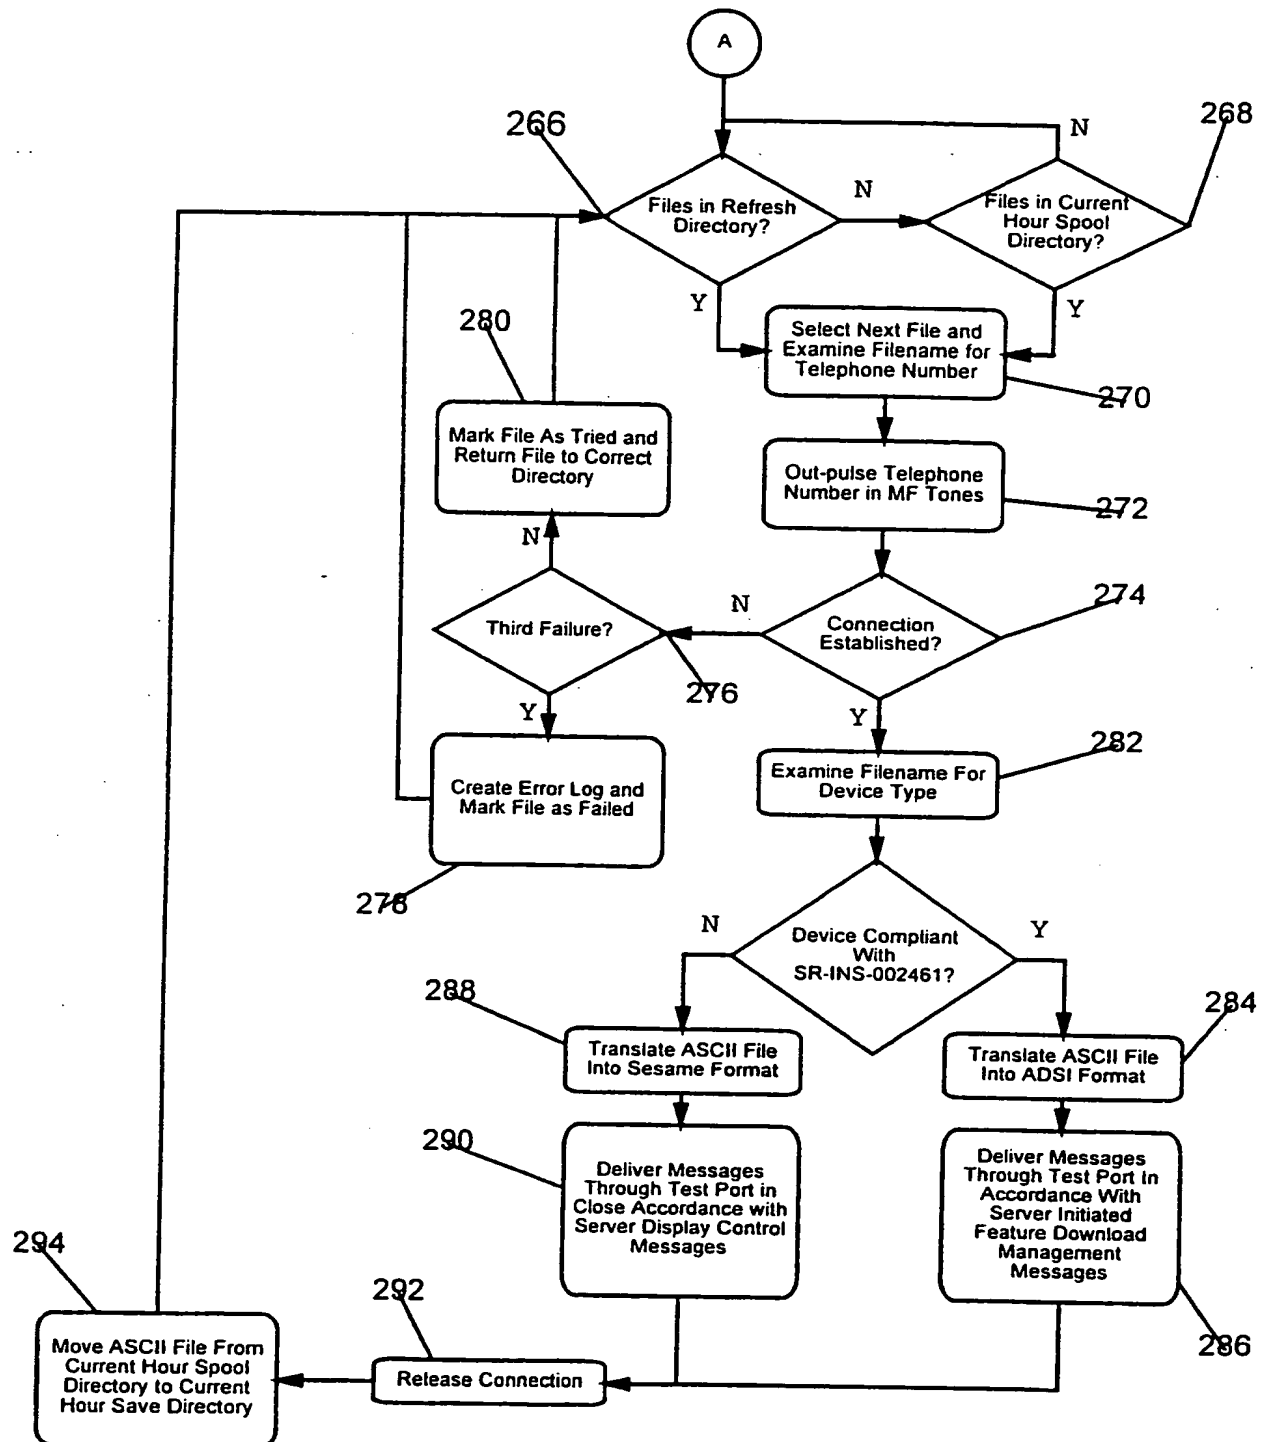 A
266
N
268
Files in Refresh
Directory?
N
Files in Current
Hour Spool
Directory?
Y
Y
280
Select Next File and
Examine Filename for
Telephone Number
270
Mark File As Tried and
Return File to Correct
Directory
Out-pulse Telephone
Number in MF Tones
272
N
274
N
Third Failure?
Connection
Established?
276
Y
Y
282
Examine Filename For
Device Type
Create Error Log and
Mark File as Failed
278
N
Device Compliant
With
SR-INS-002461?
Y
288
284
Translate ASCII File
Into Sesame Format
Translate ASCII File
Into ADSI Format
290
Deliver Messages
Through Test Port in
Close Accordance with
Server Display Control
Messages
Deliver Messages
Through Test Port In
Accordance With
Server Initiated
Feature Download
Management
Messages
294
292
286
Move ASCII File From
Current Hour Spool
Directory to Current
Hour Save Directory
Release Connection